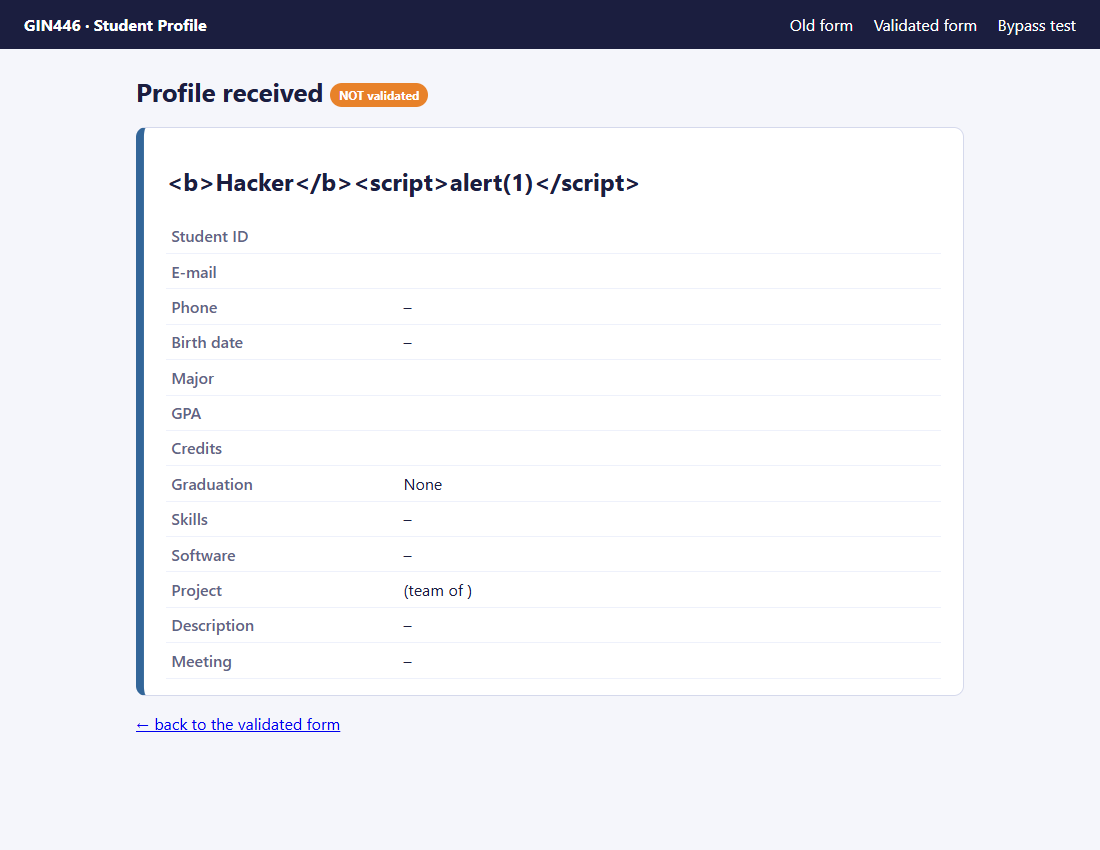 GIN446 · Student Profile
Old form
Validated form
Bypass test
Profile received
NOT validated
<b>Hacker</b><script>alert(1)</script>
Student ID
E-mail
Phone –
Birth date –
Major
GPA
Credits
Graduation None
Skills –
Software –
Project (team of )
Description –
Meeting –
← back to the validated form